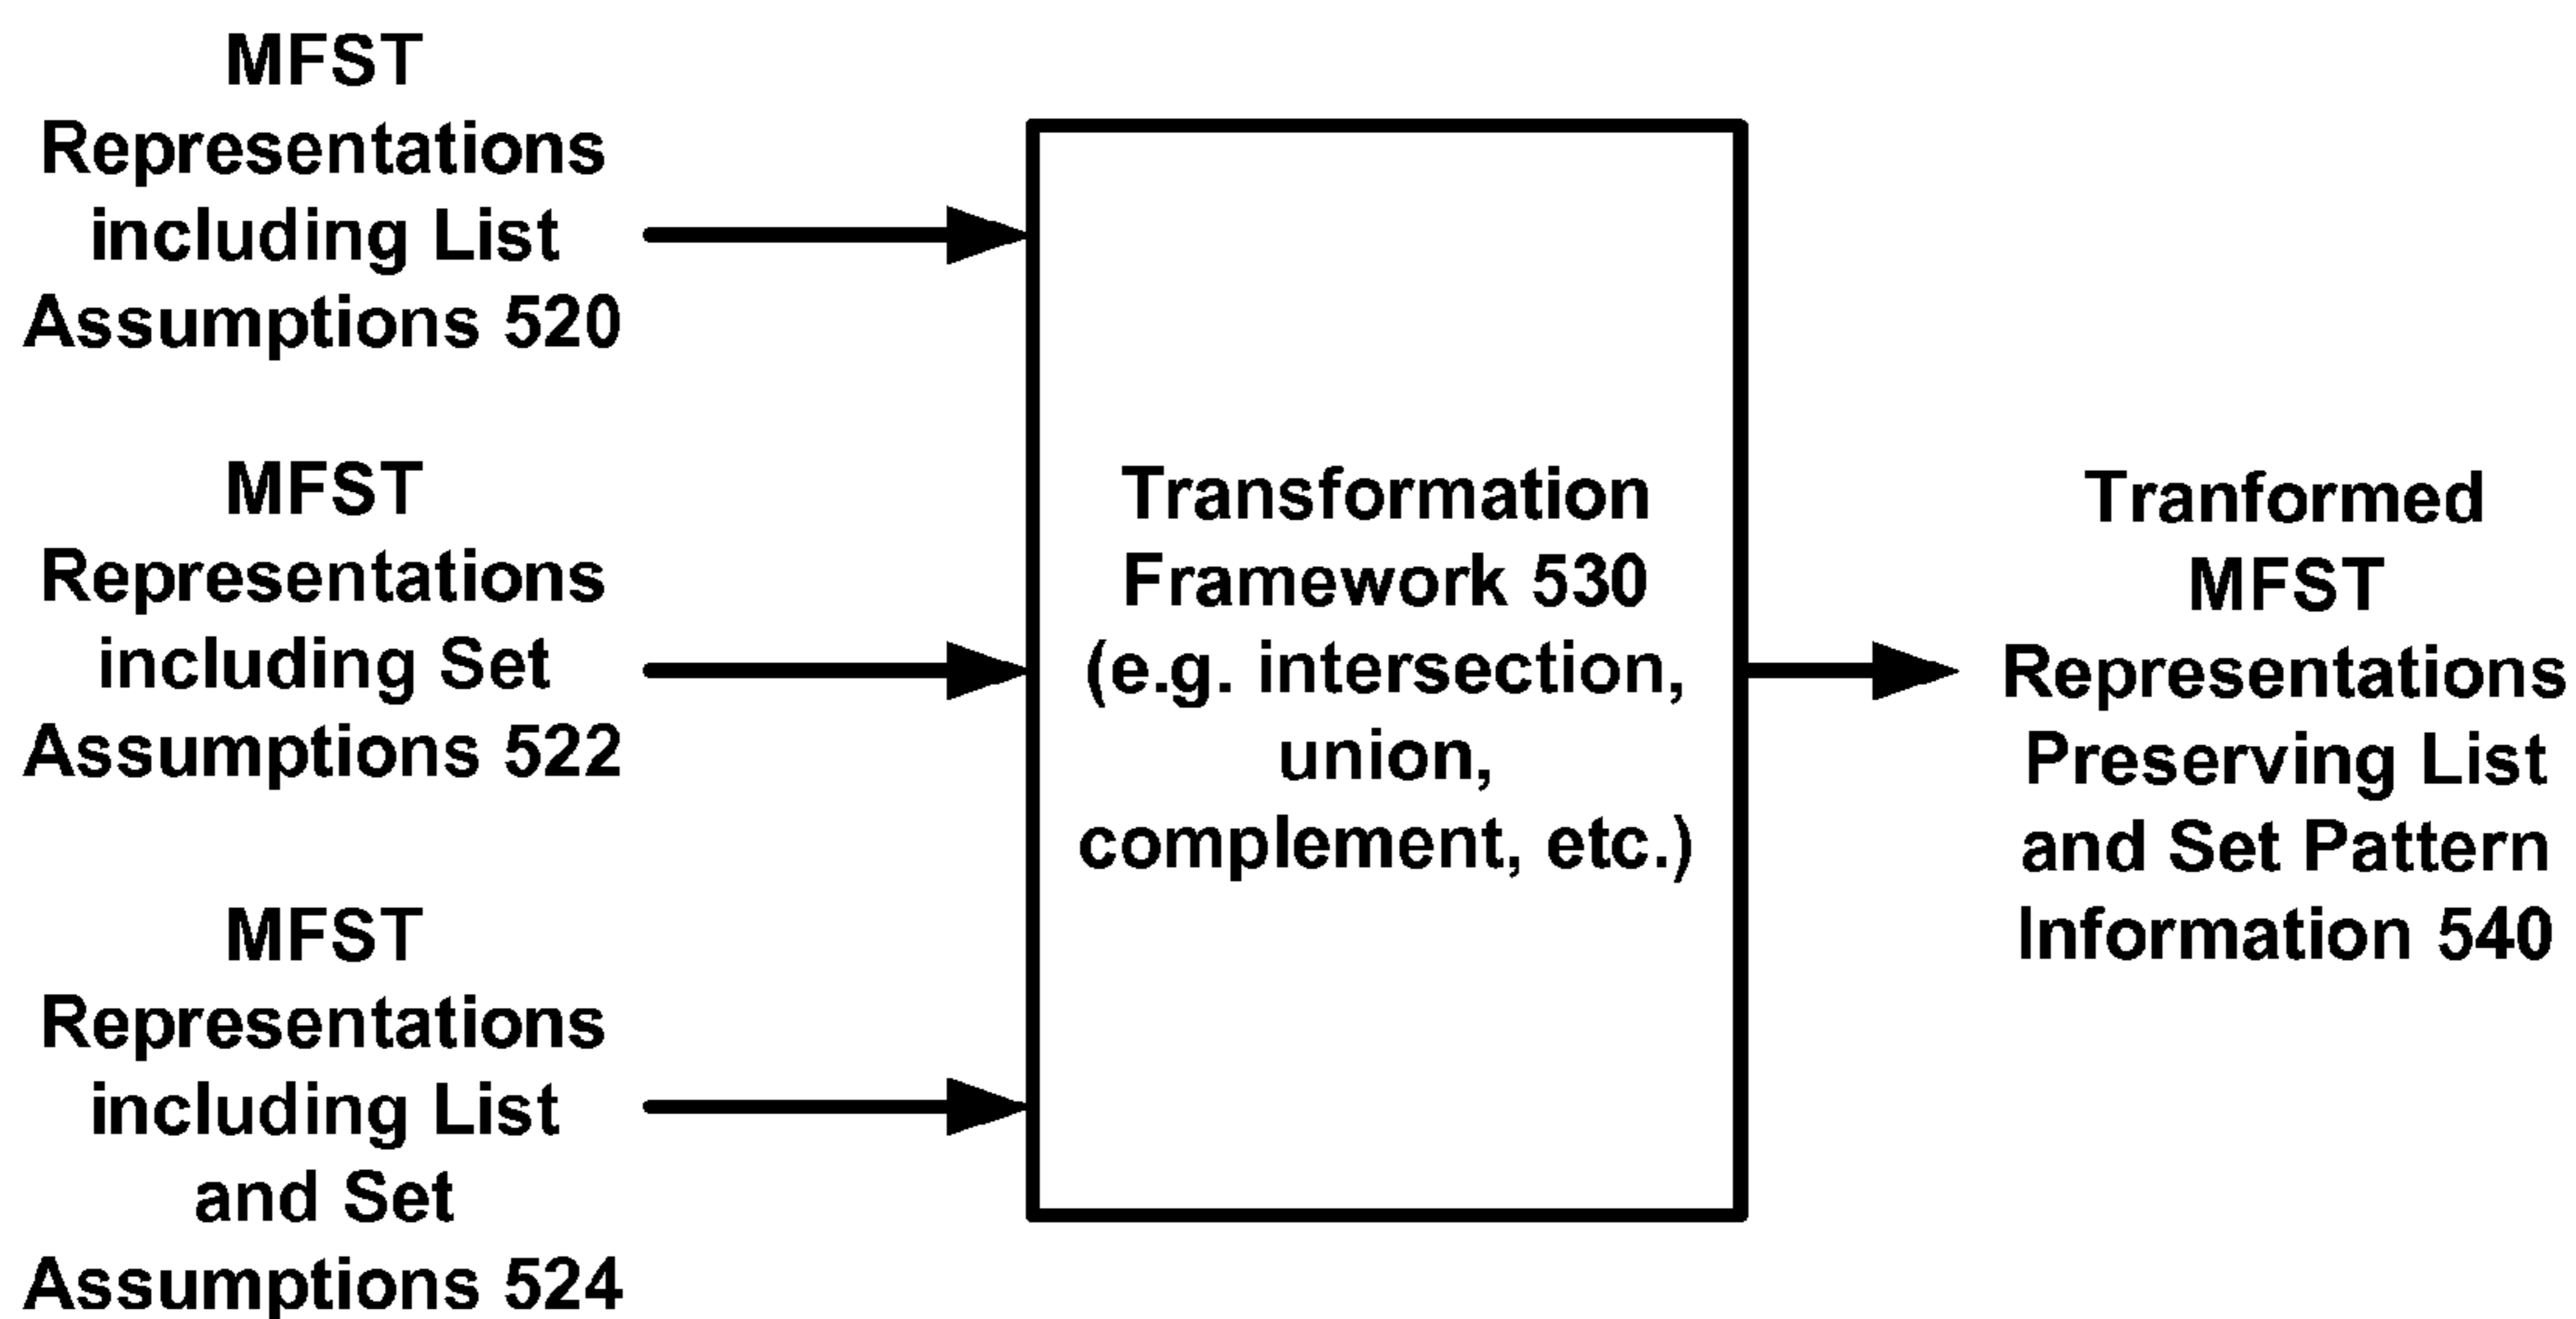 MFST
Representations
including List
Assumptions 520
MFST
Representations
including Set
Assumptions 522
MFST
Representations
including List
and Set
Assumptions 524
Transformation
Framework 530
(e.g. intersection,
union,
complement, etc.)
Tranformed
MFST
Representations
Preserving List
and Set Pattern
Information 540